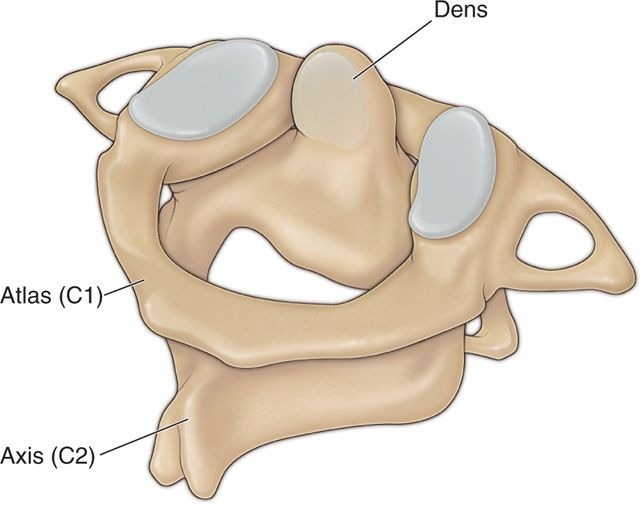 Dens
Atlas (C1)
Axis (C2)